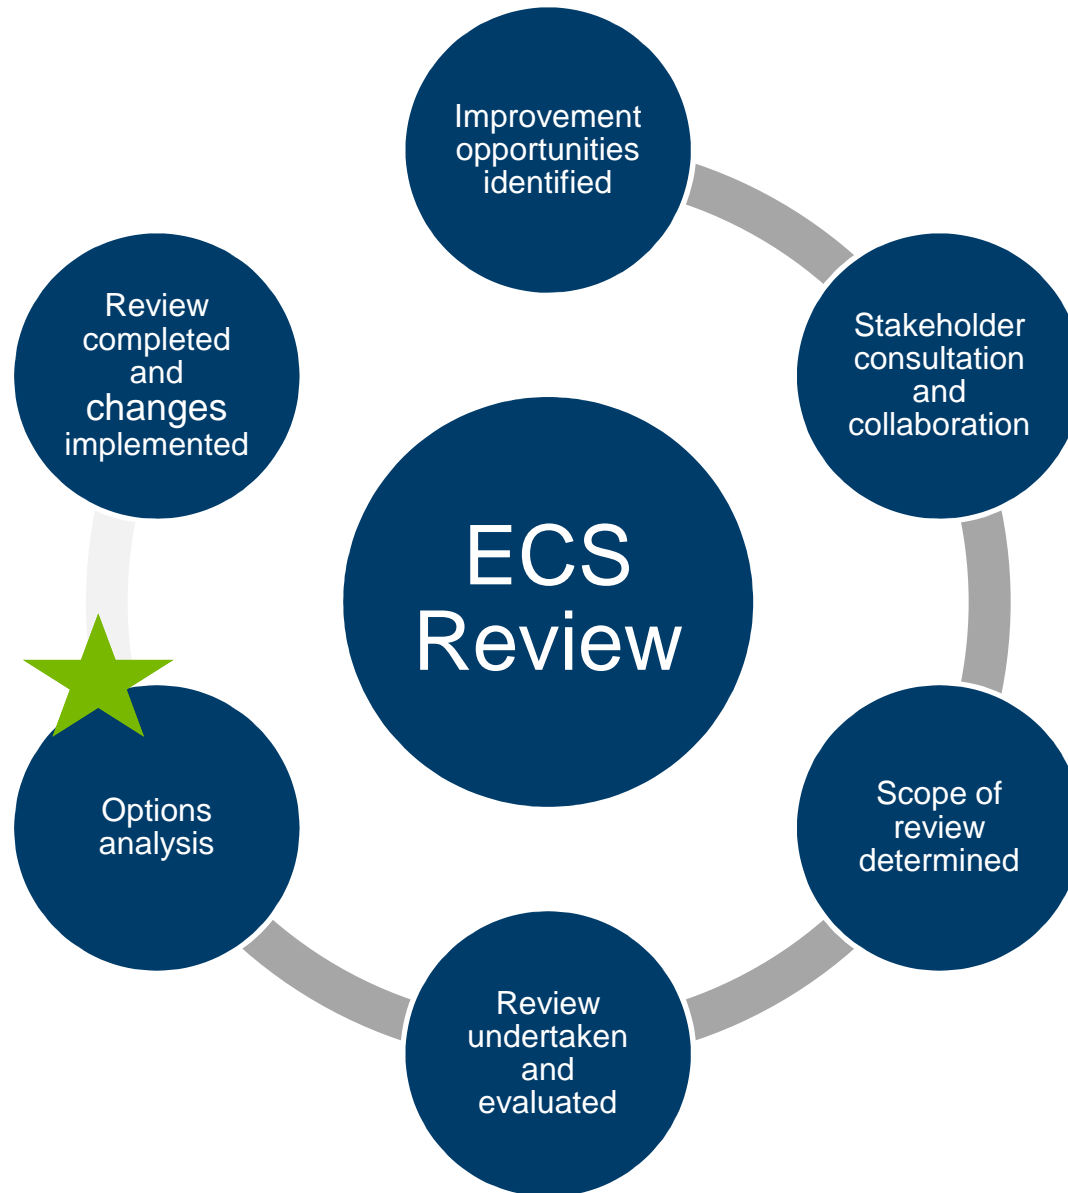 Improvement
opportunities
identified
Stakeholder
consultation
and
collaboration
Scope of
review
determined
Review
undertaken
and
evaluated
Options
analysis
Review
completed
and
changes
implemented
ECS
Review